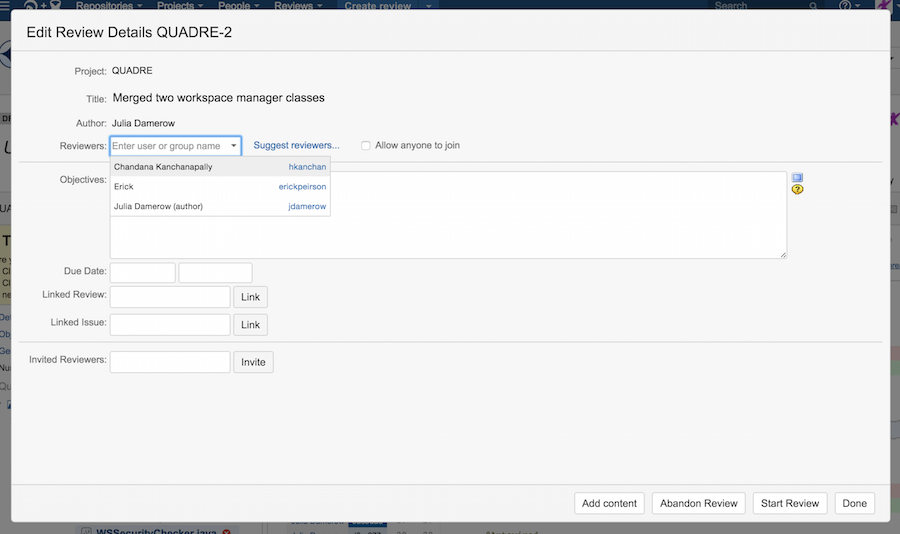 Repositories Projects People Reviews Create review Search
Edit Review Details QUADRE-2
Project: QUADRE
Title: Merged two workspace manager classes
Author: Julia Damerow
Reviewers: Enter user or group name Suggest reviewers... Allow anyone to join
Chandana Kanchanapally hkanchan
Objectives:
Erick erickpeirson
Julia Damerow (author) jdamerow
Due Date:
Linked Review: Link
Linked Issue: Link
Invited Reviewers: Invite
Add content Abandon Review Start Review Done
WSSecurityChecker.java